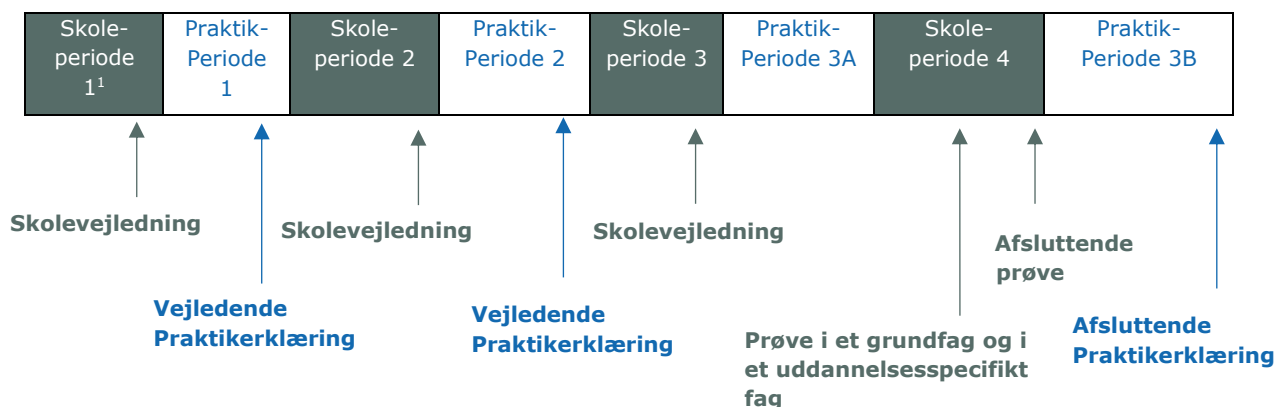 Skole-
periode
1¹
Praktik-
Periode
1
Skole-
periode 2
Praktik-
Periode 2
Skole-
periode 3
Praktik-
Periode 3A
Skole-
periode 4
Praktik-
Periode 3B
Skolevejledning
Skolevejledning
Skolevejledning
Afsluttende
prøve
Vejledende
Praktikerklæring
Vejledende
Praktikerklæring
Prøve i et grundfag og i
et uddannelsesspecifikt
fag
Afsluttende
Praktikerklæring